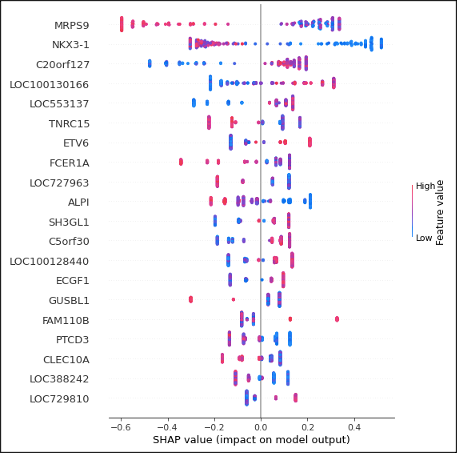 MRPS9
NKX3-1
C20orf127
LOC100130166
LOC553137
TNRC15
ETV6
FCER1A
LOC727963
ALPI
SH3GL1
C5orf30
LOC100128440
ECGF1
GUSBL1
FAM110B
PTCD3
CLEC10A
LOC388242
LOC729810
High
Low
Feature value
−0.6 −0.4 −0.2 0.0 0.2 0.4
SHAP value (impact on model output)